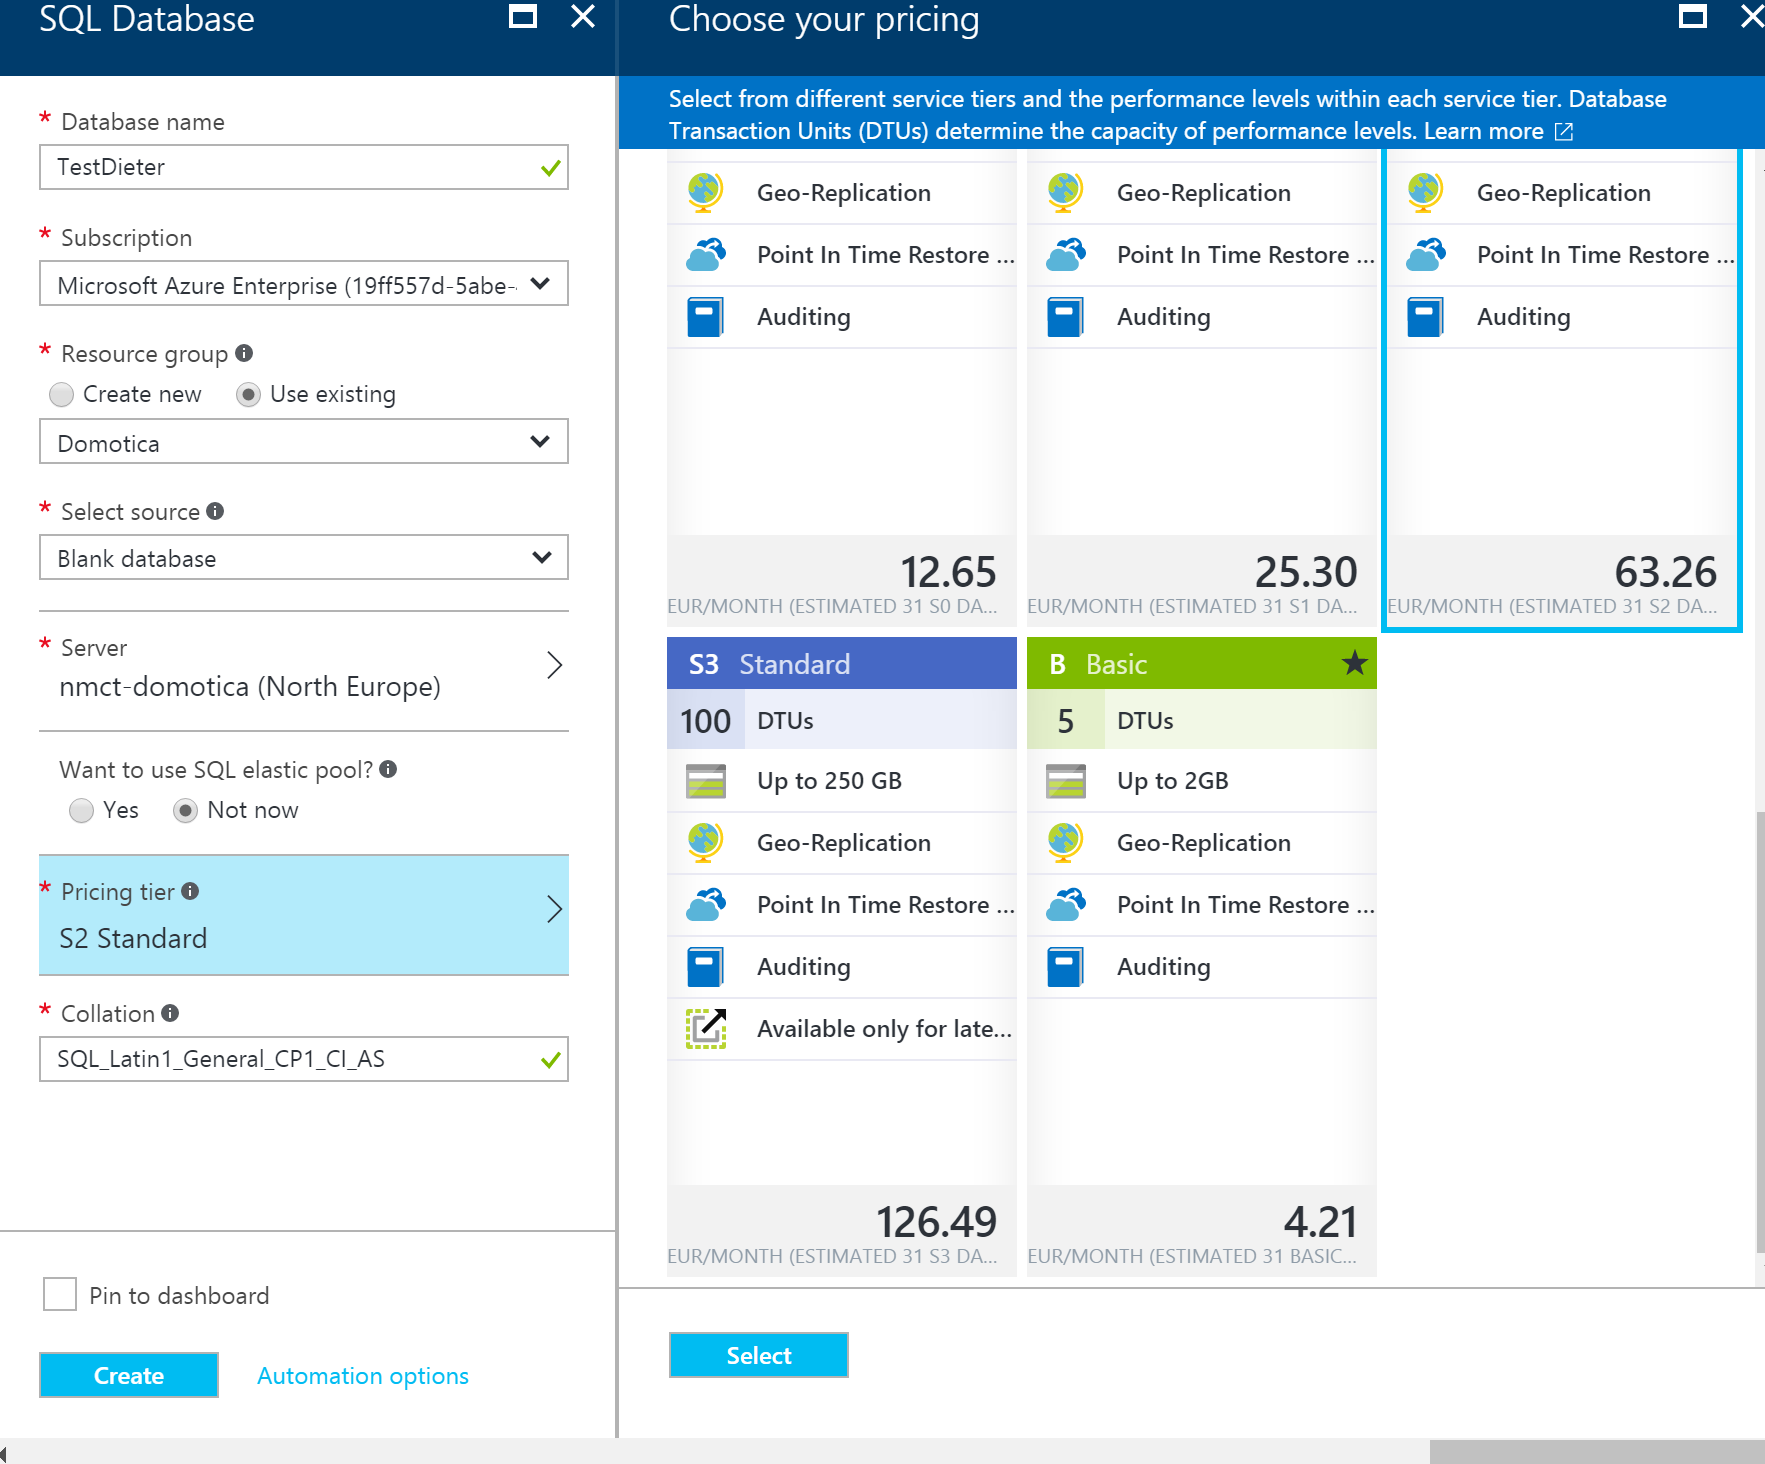 SQL Database
* Database name
TestDieter
* Subscription
Microsoft Azure Enterprise (19ff557d-5abe-
* Resource group
Create new Use existing
Domotica
* Select source
Blank database
* Server
nmct-domotica (North Europe)
Want to use SQL elastic pool?
Yes Not now
* Pricing tier
S2 Standard
* Collation
SQL_Latin1_General_CP1_CI_AS
Pin to dashboard
Create Automation options
Choose your pricing
Select from different service tiers and the performance levels within each service tier. Database
Transaction Units (DTUs) determine the capacity of performance levels. Learn more
Geo-Replication
Point In Time Restore ...
Auditing
12.65
EUR/MONTH (ESTIMATED 31 S0 DA...
Geo-Replication
Point In Time Restore ...
Auditing
25.30
EUR/MONTH (ESTIMATED 31 S1 DA...
Geo-Replication
Point In Time Restore ...
Auditing
63.26
EUR/MONTH (ESTIMATED 31 S2 DA...
S3 Standard
100 DTUs
Up to 250 GB
Geo-Replication
Point In Time Restore ...
Auditing
Available only for late...
126.49
EUR/MONTH (ESTIMATED 31 S3 DA...
B Basic
5 DTUs
Up to 2GB
Geo-Replication
Point In Time Restore ...
Auditing
4.21
EUR/MONTH (ESTIMATED 31 BASIC...
Select